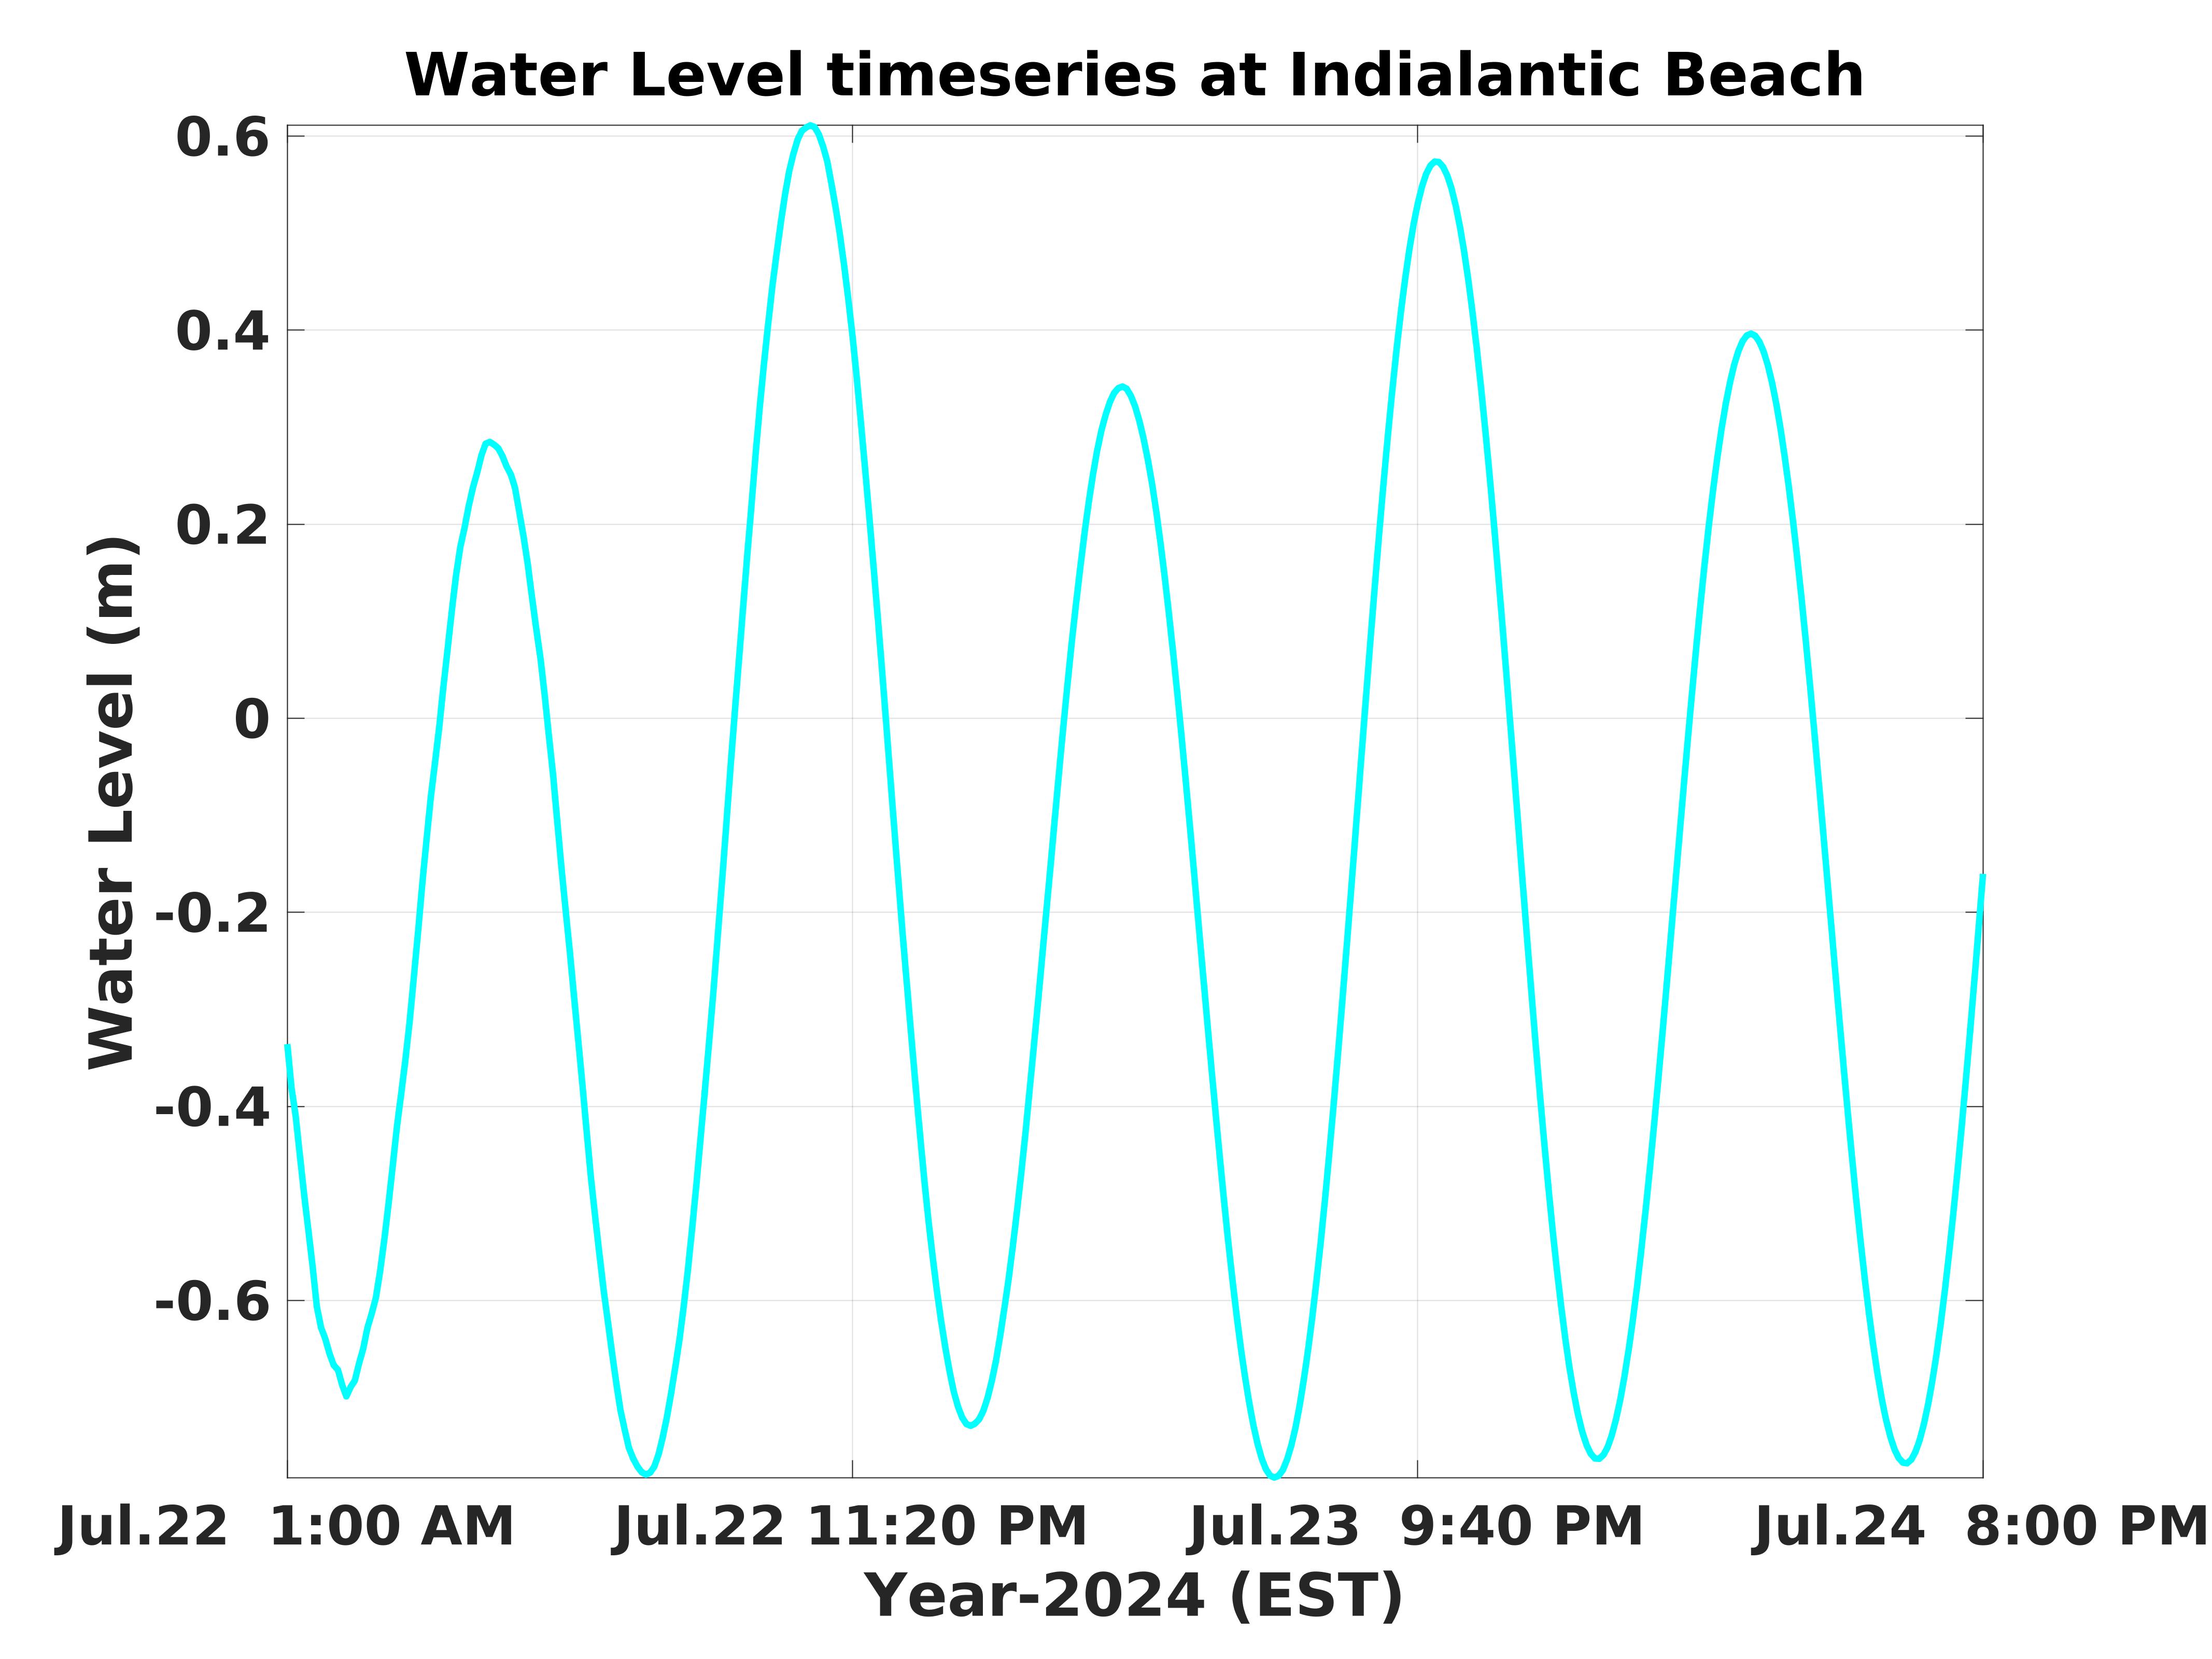 Water Level timeseries at Indialantic Beach
0.6
0.4
0.2
0
-0.2
-0.4
-0.6
Water Level (m)
Jul.22 1:00 AM Jul.22 11:20 PM Jul.23 9:40 PM Jul.24 8:00 PM
Year-2024 (EST)